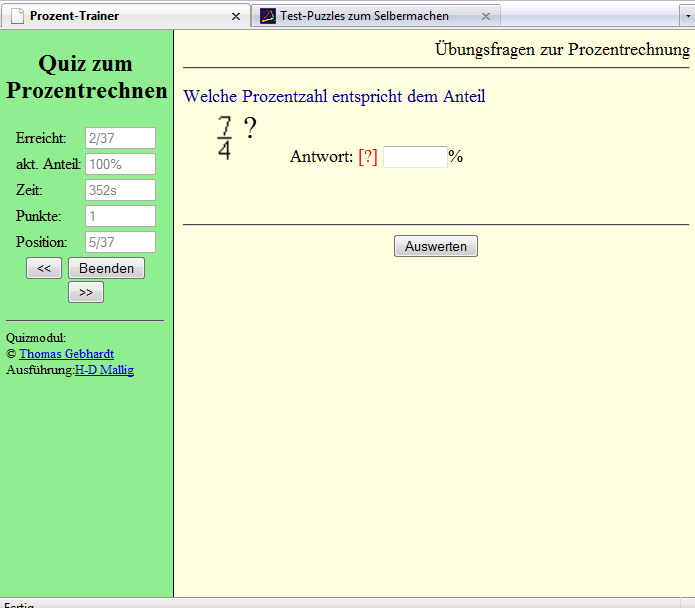 Prozent-Trainer
Test-Puzzles zum Selbermachen
Quiz zum
Prozentrechnen
Erreicht: 2/37
akt. Anteil: 100%
Zeit: 352s
Punkte: 1
Position: 5/37
<< Beenden
>>
Quizmodul:
© Thomas Gebhardt
Ausführung:H-D Mallig
Übungsfragen zur Prozentrechnung
Welche Prozentzahl entspricht dem Anteil
7
4
?
Antwort: [?] %
Auswerten
Fertig